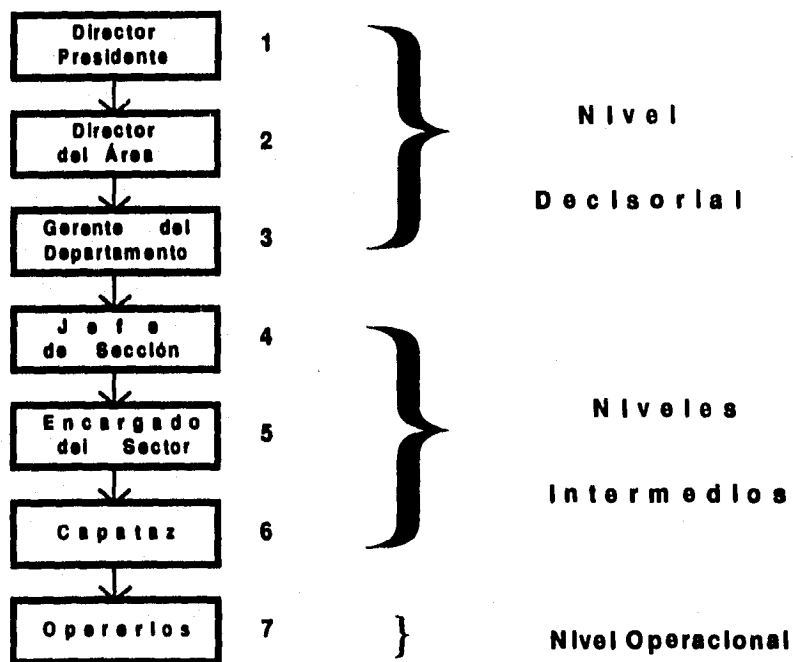 Director
Presidente
1
Director
del Área
2
Nivel
Decisorial
Gerente del
Departamento
3
Jefe
de Sección
4
Encargado
del Sector
5
Niveles
Intermedios
Capataz
6
Opererios
7
Nivel Operacional